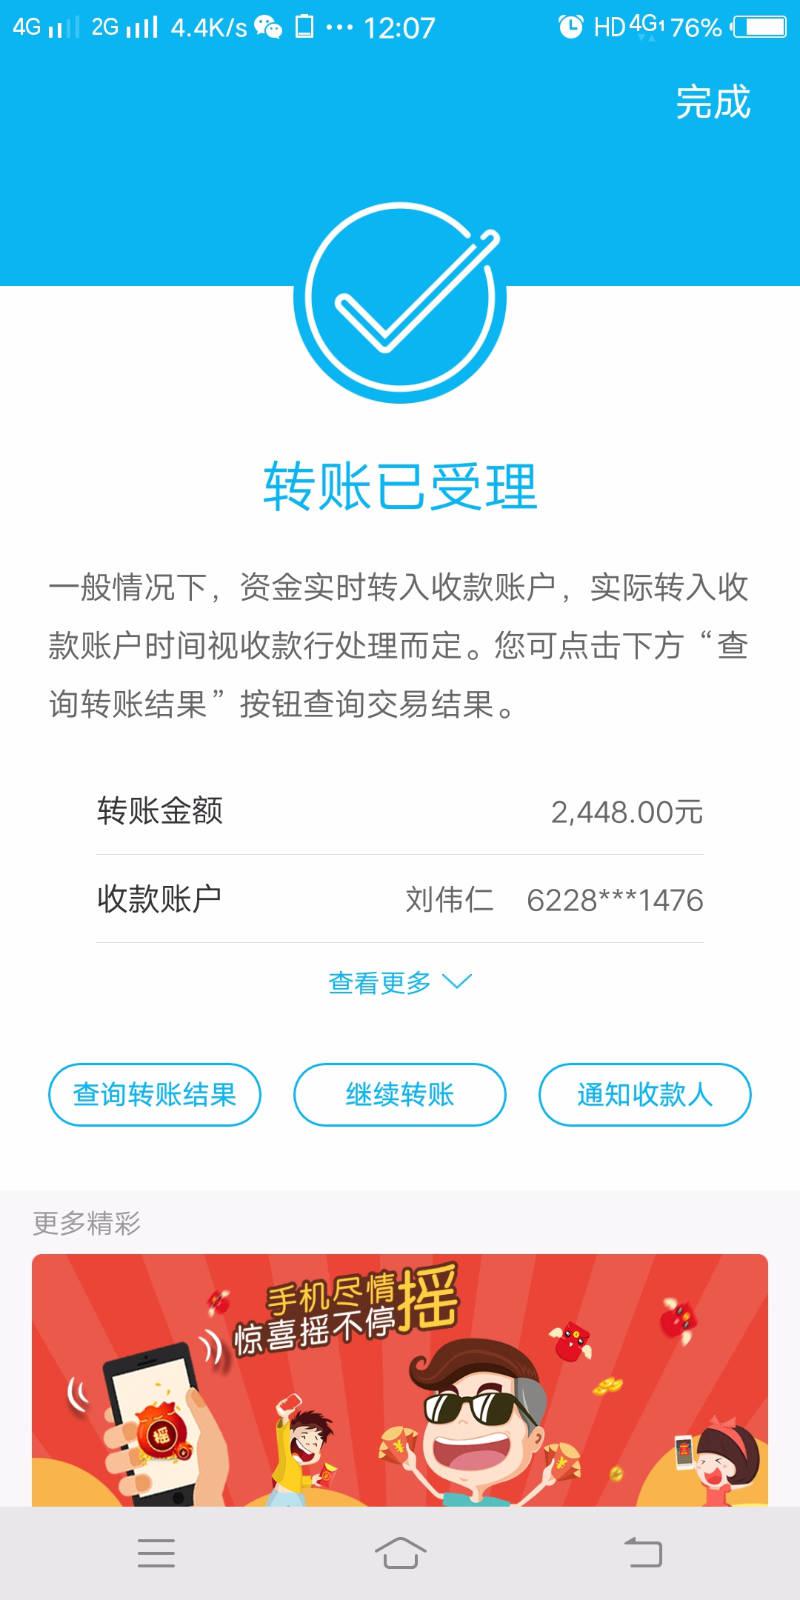 4G 2G 4.4K/s ··· 12:07 HD 4G1 76%
完成
转账已受理
一般情况下，资金实时转入收款账户，实际转入收
款账户时间视收款行处理而定。您可点击下方“查
询转账结果”按钮查询交易结果。
转账金额 2,448.00元
收款账户 刘伟仁 6228***1476
查看更多
查询转账结果 继续转账 通知收款人
更多精彩
手机尽情摇
惊喜摇不停
摇